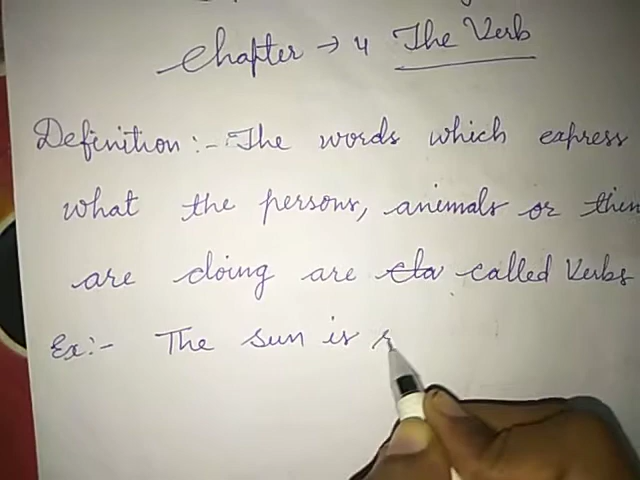 Chapter → 4 The Verb
Definition :- The words which express
what the persons, animals or then
are doing are called Verbs
Ex:- The sun is